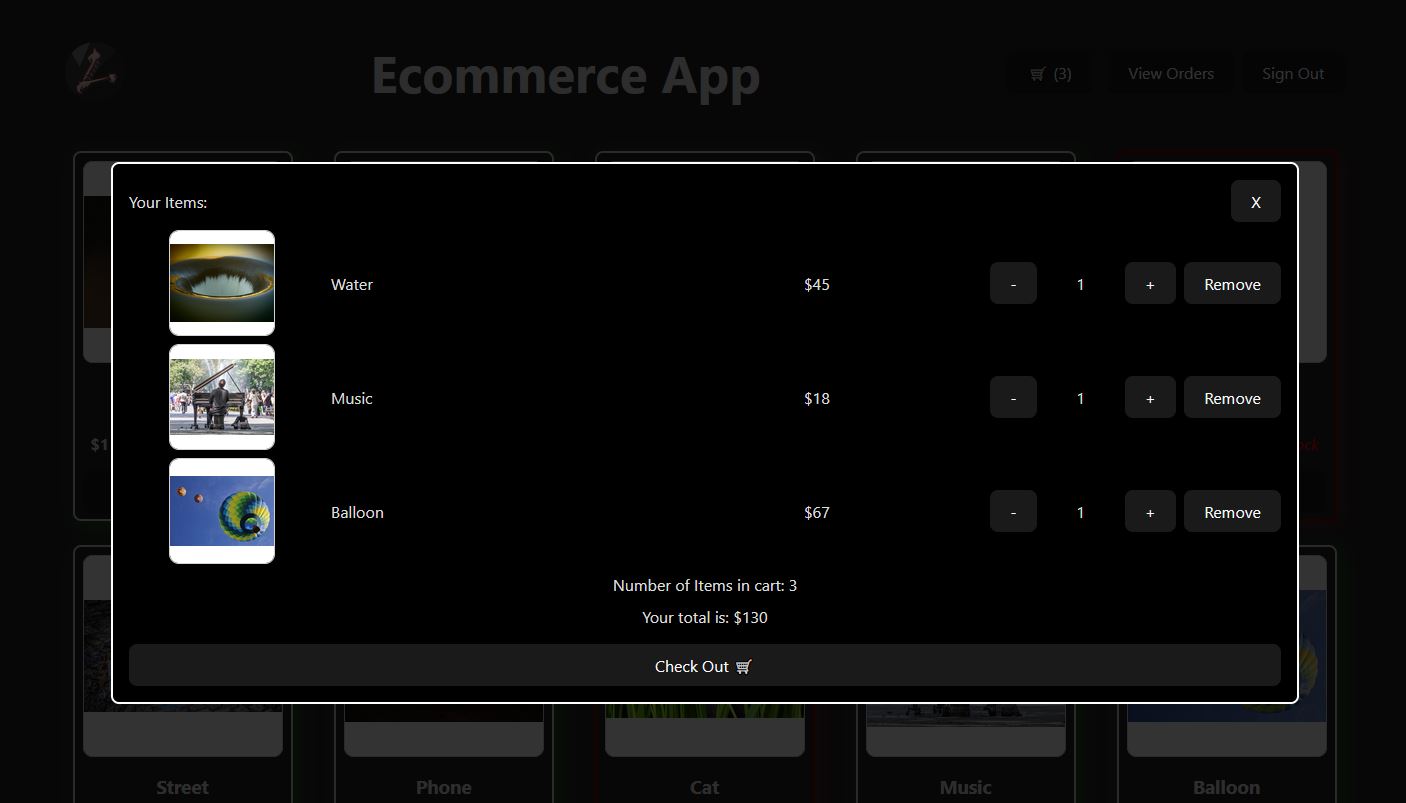 Ecommerce App
🛒 (3)
View Orders
Sign Out
Your Items:
X
Water
$45
-
1
+
Remove
Music
$18
-
1
+
Remove
Balloon
$67
-
1
+
Remove
Number of Items in cart: 3
Your total is: $130
Check Out 🛒
Street
Phone
Cat
Music
Balloon